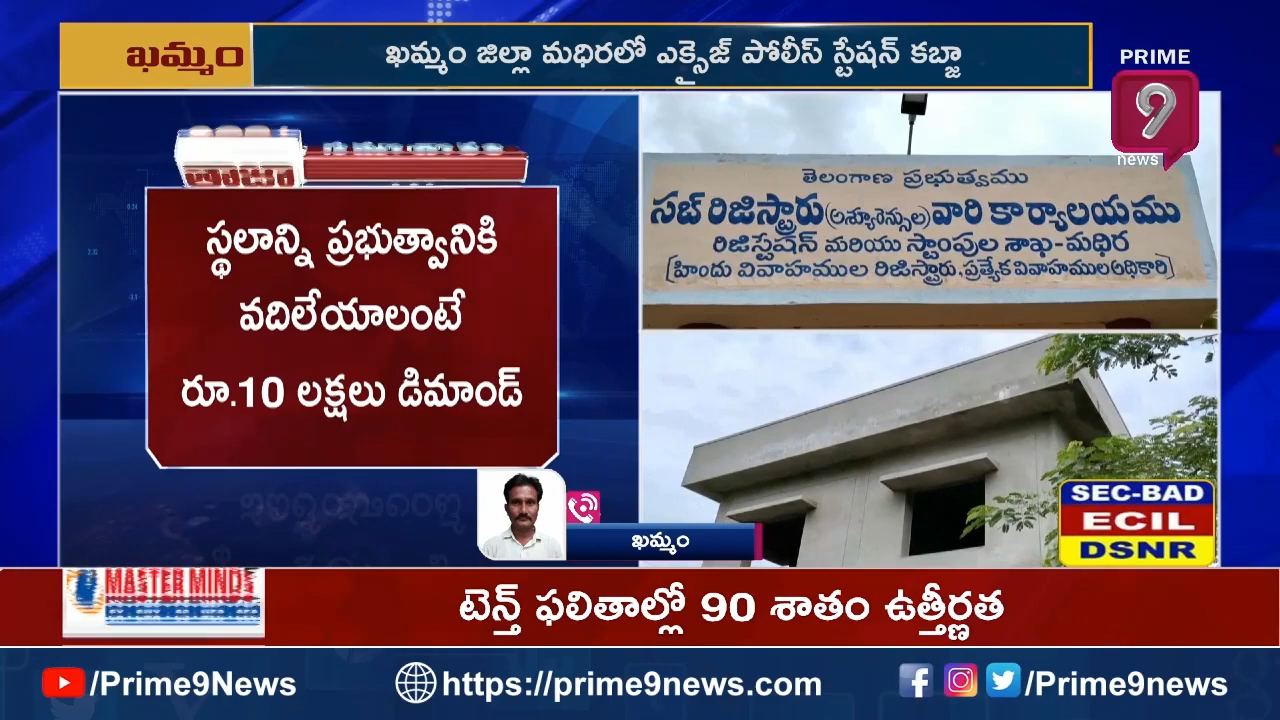 ఖమ్మం
ఖమ్మం జిల్లా మధిరలో ఎక్సైజ్ పోలీస్ స్టేషన్ కబ్జా
PRIME
9
news
తాజా
స్థలాన్ని ప్రభుత్వానికి
వదిలేయాలంటే
రూ.10 లక్షలు డిమాండ్
తెలంగాణ ప్రభుత్వము
సబ్ రిజిస్ట్రారు(అశ్యూరెన్సుల)వారి కార్యాలయము
రిజిస్ట్రేషన్ మరియు స్టాంపుల శాఖ-మధిర
[హిందు వివాహముల రిజిస్ట్రారు,ప్రత్యేక వివాహముల అధికారి]
ఖమ్మం
SEC-BAD
ECIL
DSNR
MASTER MINDS
టెన్త్ ఫలితాల్లో 90 శాతం ఉత్తీర్ణత
/Prime9News
https://prime9news.com
/Prime9news